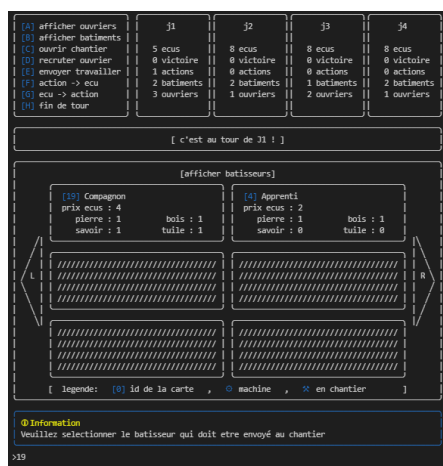 [A] afficher ouvriers j1 j2 j3 j4
[B] afficher batiments
[C] ouvrir chantier 5 ecus 8 ecus 8 ecus 8 ecus
[D] recruter ouvrier 0 victoire 0 victoire 0 victoire 0 victoire
[E] envoyer travailler 1 actions 0 actions 0 actions 0 actions
[F] action -> ecu 2 batiments 2 batiments 1 batiments 2 batiments
[G] ecu -> action 3 ouvriers 1 ouvriers 2 ouvriers 1 ouvriers
[H] fin de tour
[ c'est au tour de J1 ! ]
[afficher batisseurs]
[19] Compagnon [4] Apprenti
prix ecus : 4 prix ecus : 2
pierre : 1 bois : 1 pierre : 1 bois : 1
savoir : 1 tuile : 1 savoir : 0 tuile : 0
L R
[ legende: [0] id de la carte , ⚙ machine , ⚒ en chantier ]
Information
Veuillez selectionner le batisseur qui doit etre envoyé au chantier
>19